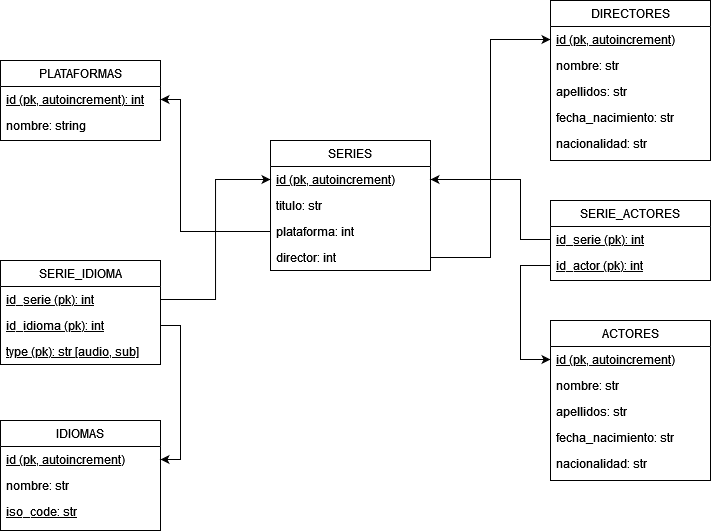 PLATAFORMAS
id (pk, autoincrement): int
nombre: string
SERIE_IDIOMA
id_serie (pk): int
id_idioma (pk): int
type (pk): str [audio, sub]
IDIOMAS
id (pk, autoincrement)
nombre: str
iso_code: str
SERIES
id (pk, autoincrement)
titulo: str
plataforma: int
director: int
DIRECTORES
id (pk, autoincrement)
nombre: str
apellidos: str
fecha_nacimiento: str
nacionalidad: str
SERIE_ACTORES
id_serie (pk): int
id_actor (pk): int
ACTORES
id (pk, autoincrement)
nombre: str
apellidos: str
fecha_nacimiento: str
nacionalidad: str